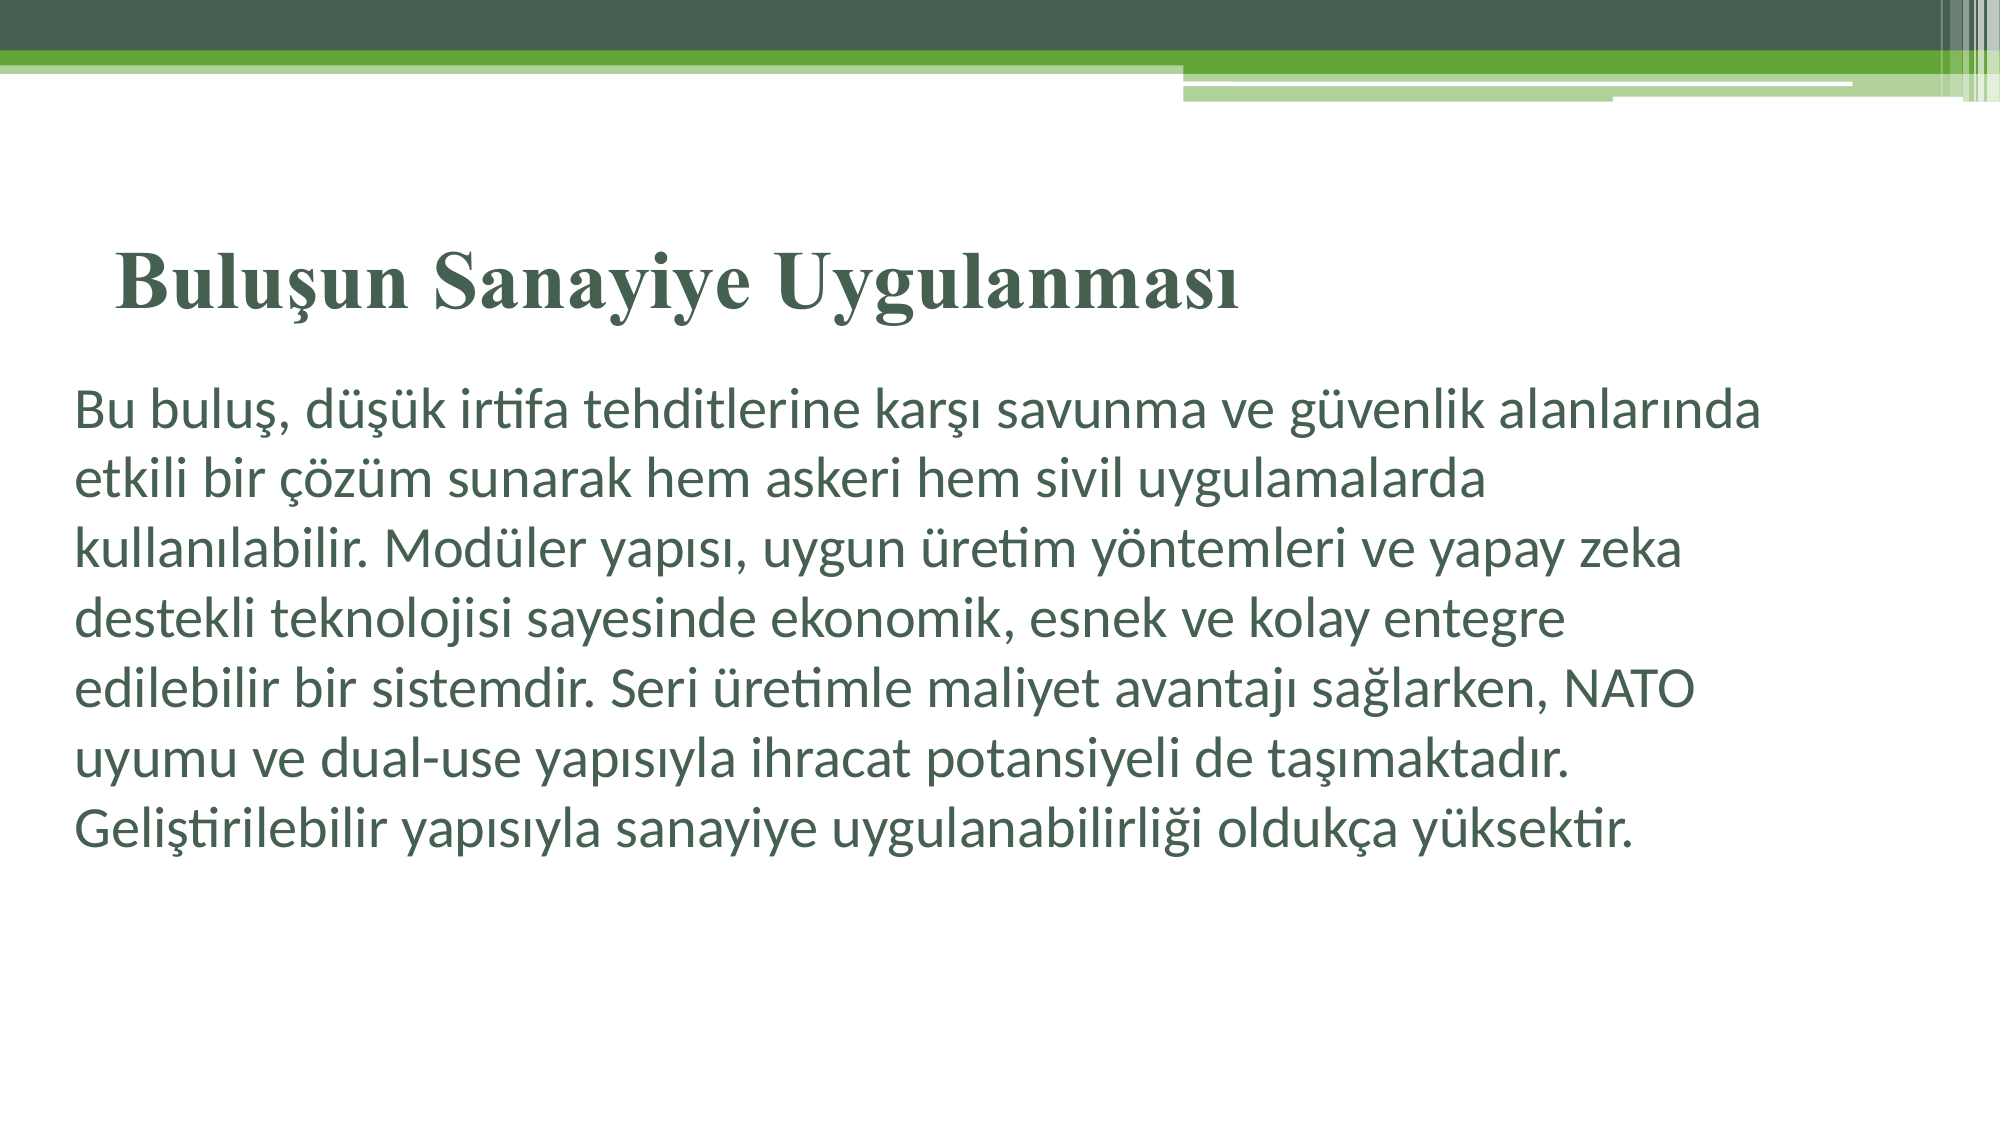 Buluşun Sanayiye Uygulanması
Bu buluş, düşük irtifa tehditlerine karşı savunma ve güvenlik alanlarında
etkili bir çözüm sunarak hem askeri hem sivil uygulamalarda
kullanılabilir. Modüler yapısı, uygun üretim yöntemleri ve yapay zeka
destekli teknolojisi sayesinde ekonomik, esnek ve kolay entegre
edilebilir bir sistemdir. Seri üretimle maliyet avantajı sağlarken, NATO
uyumu ve dual-use yapısıyla ihracat potansiyeli de taşımaktadır.
Geliştirilebilir yapısıyla sanayiye uygulanabilirliği oldukça yüksektir.